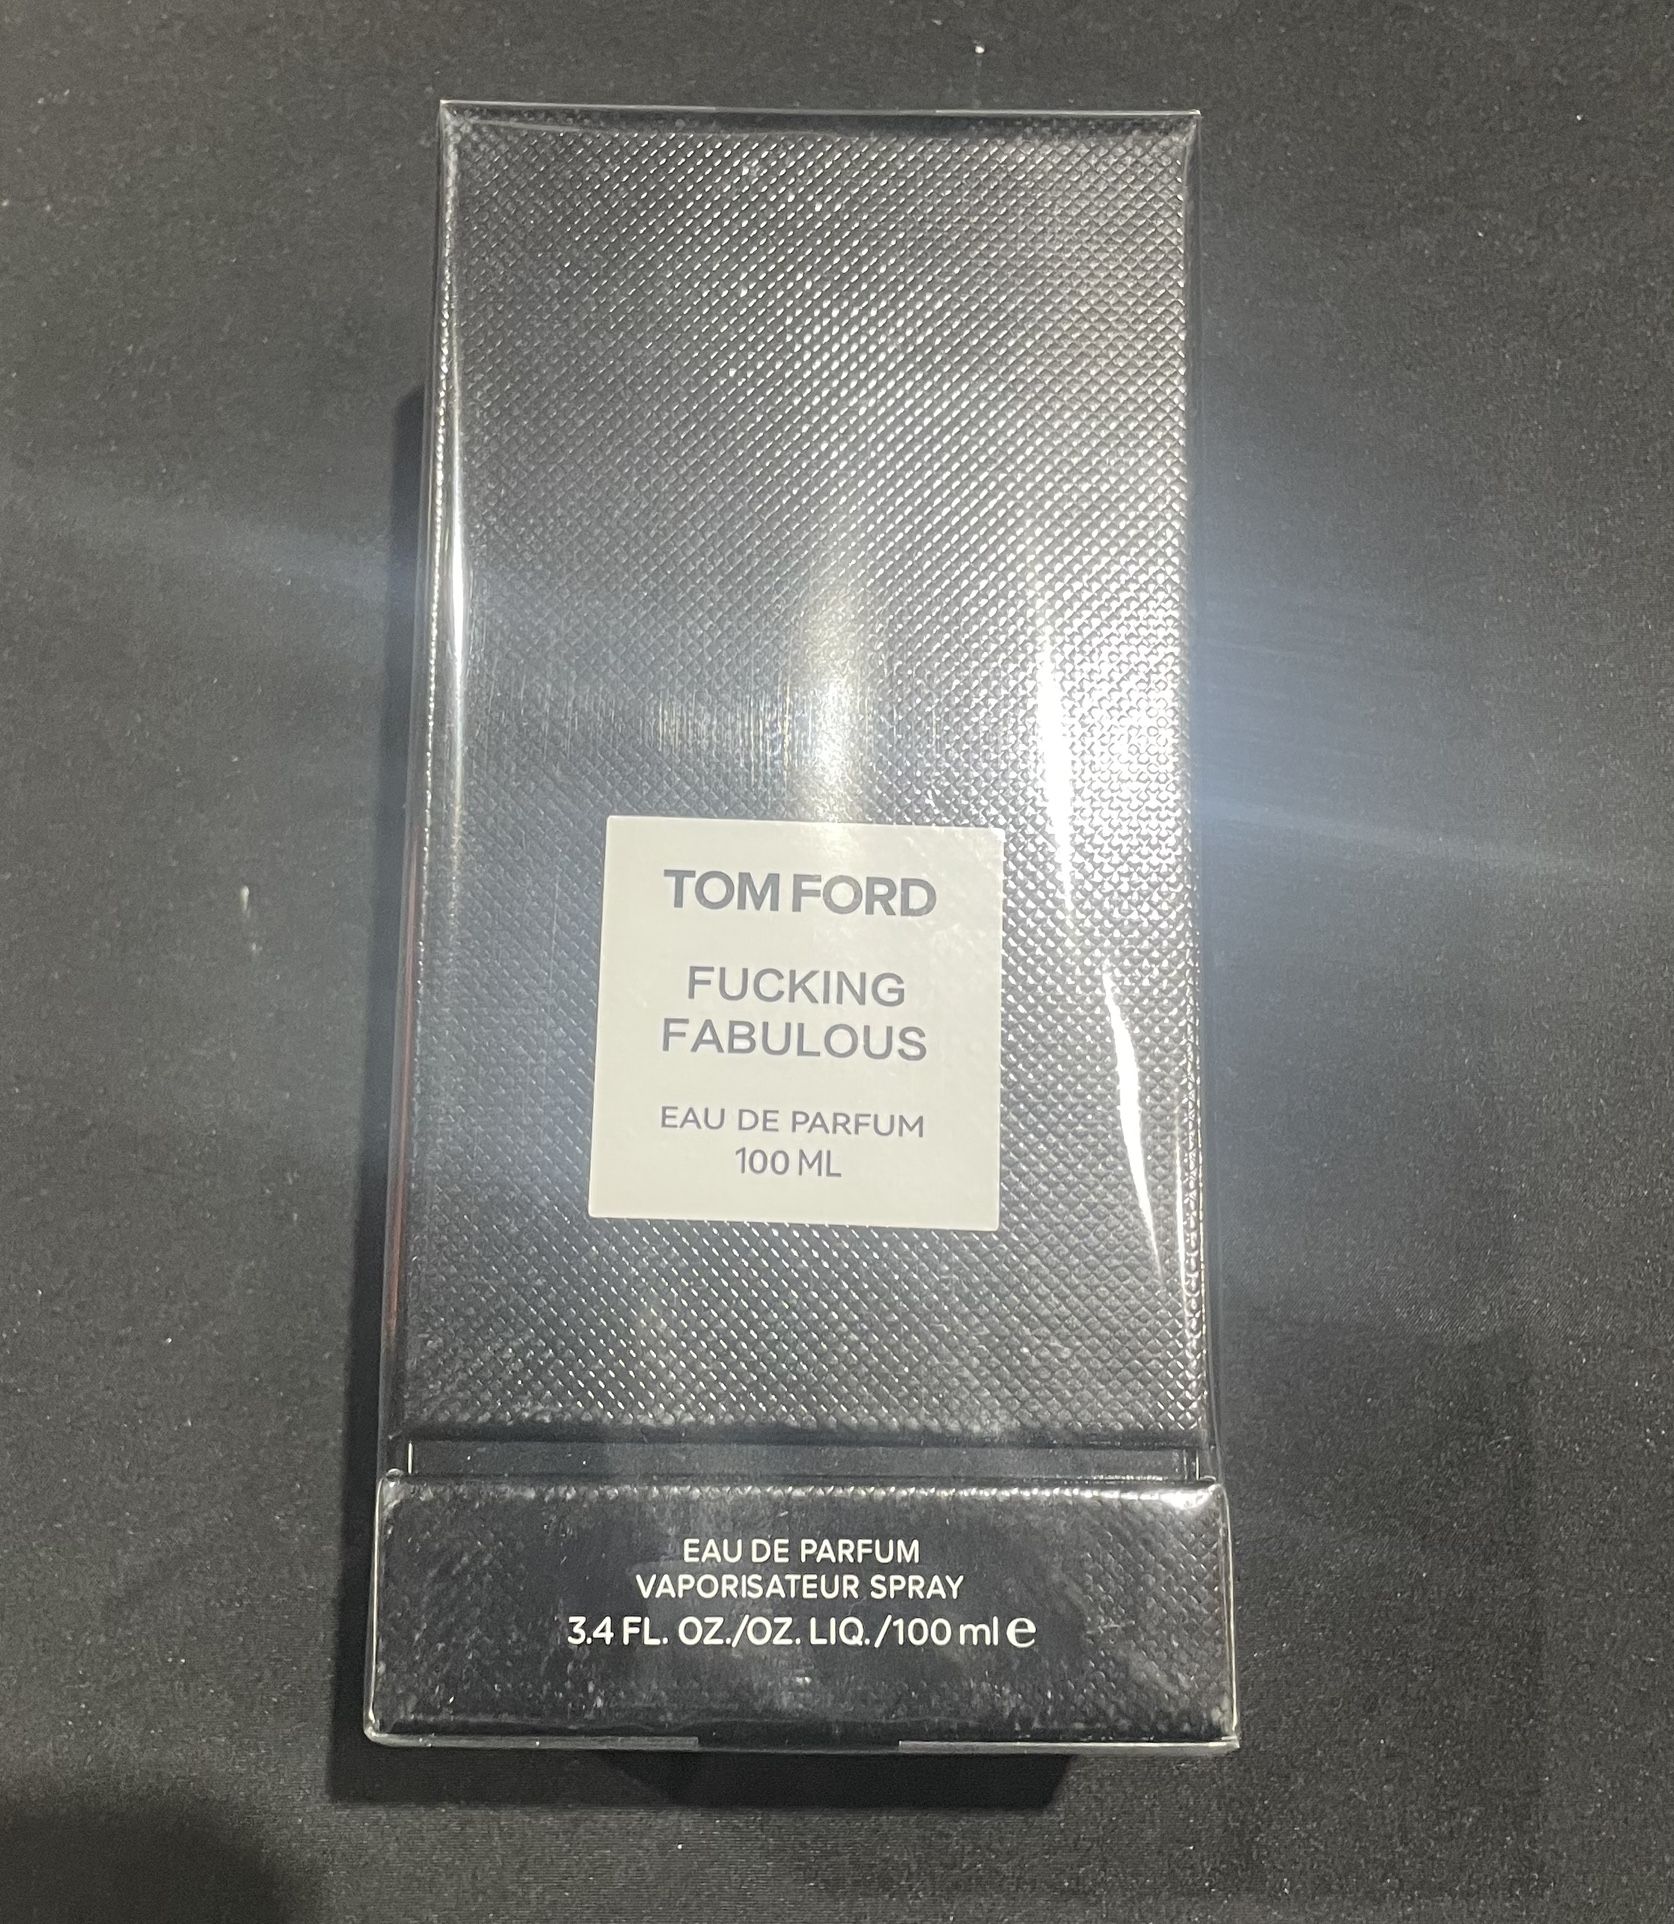 TOM FORD
FUCKING
FABULOUS
EAU DE PARFUM
100 ML
EAU DE PARFUM
VAPORISATEUR SPRAY
3.4 FL. OZ./OZ. LIQ./100 ml ℮